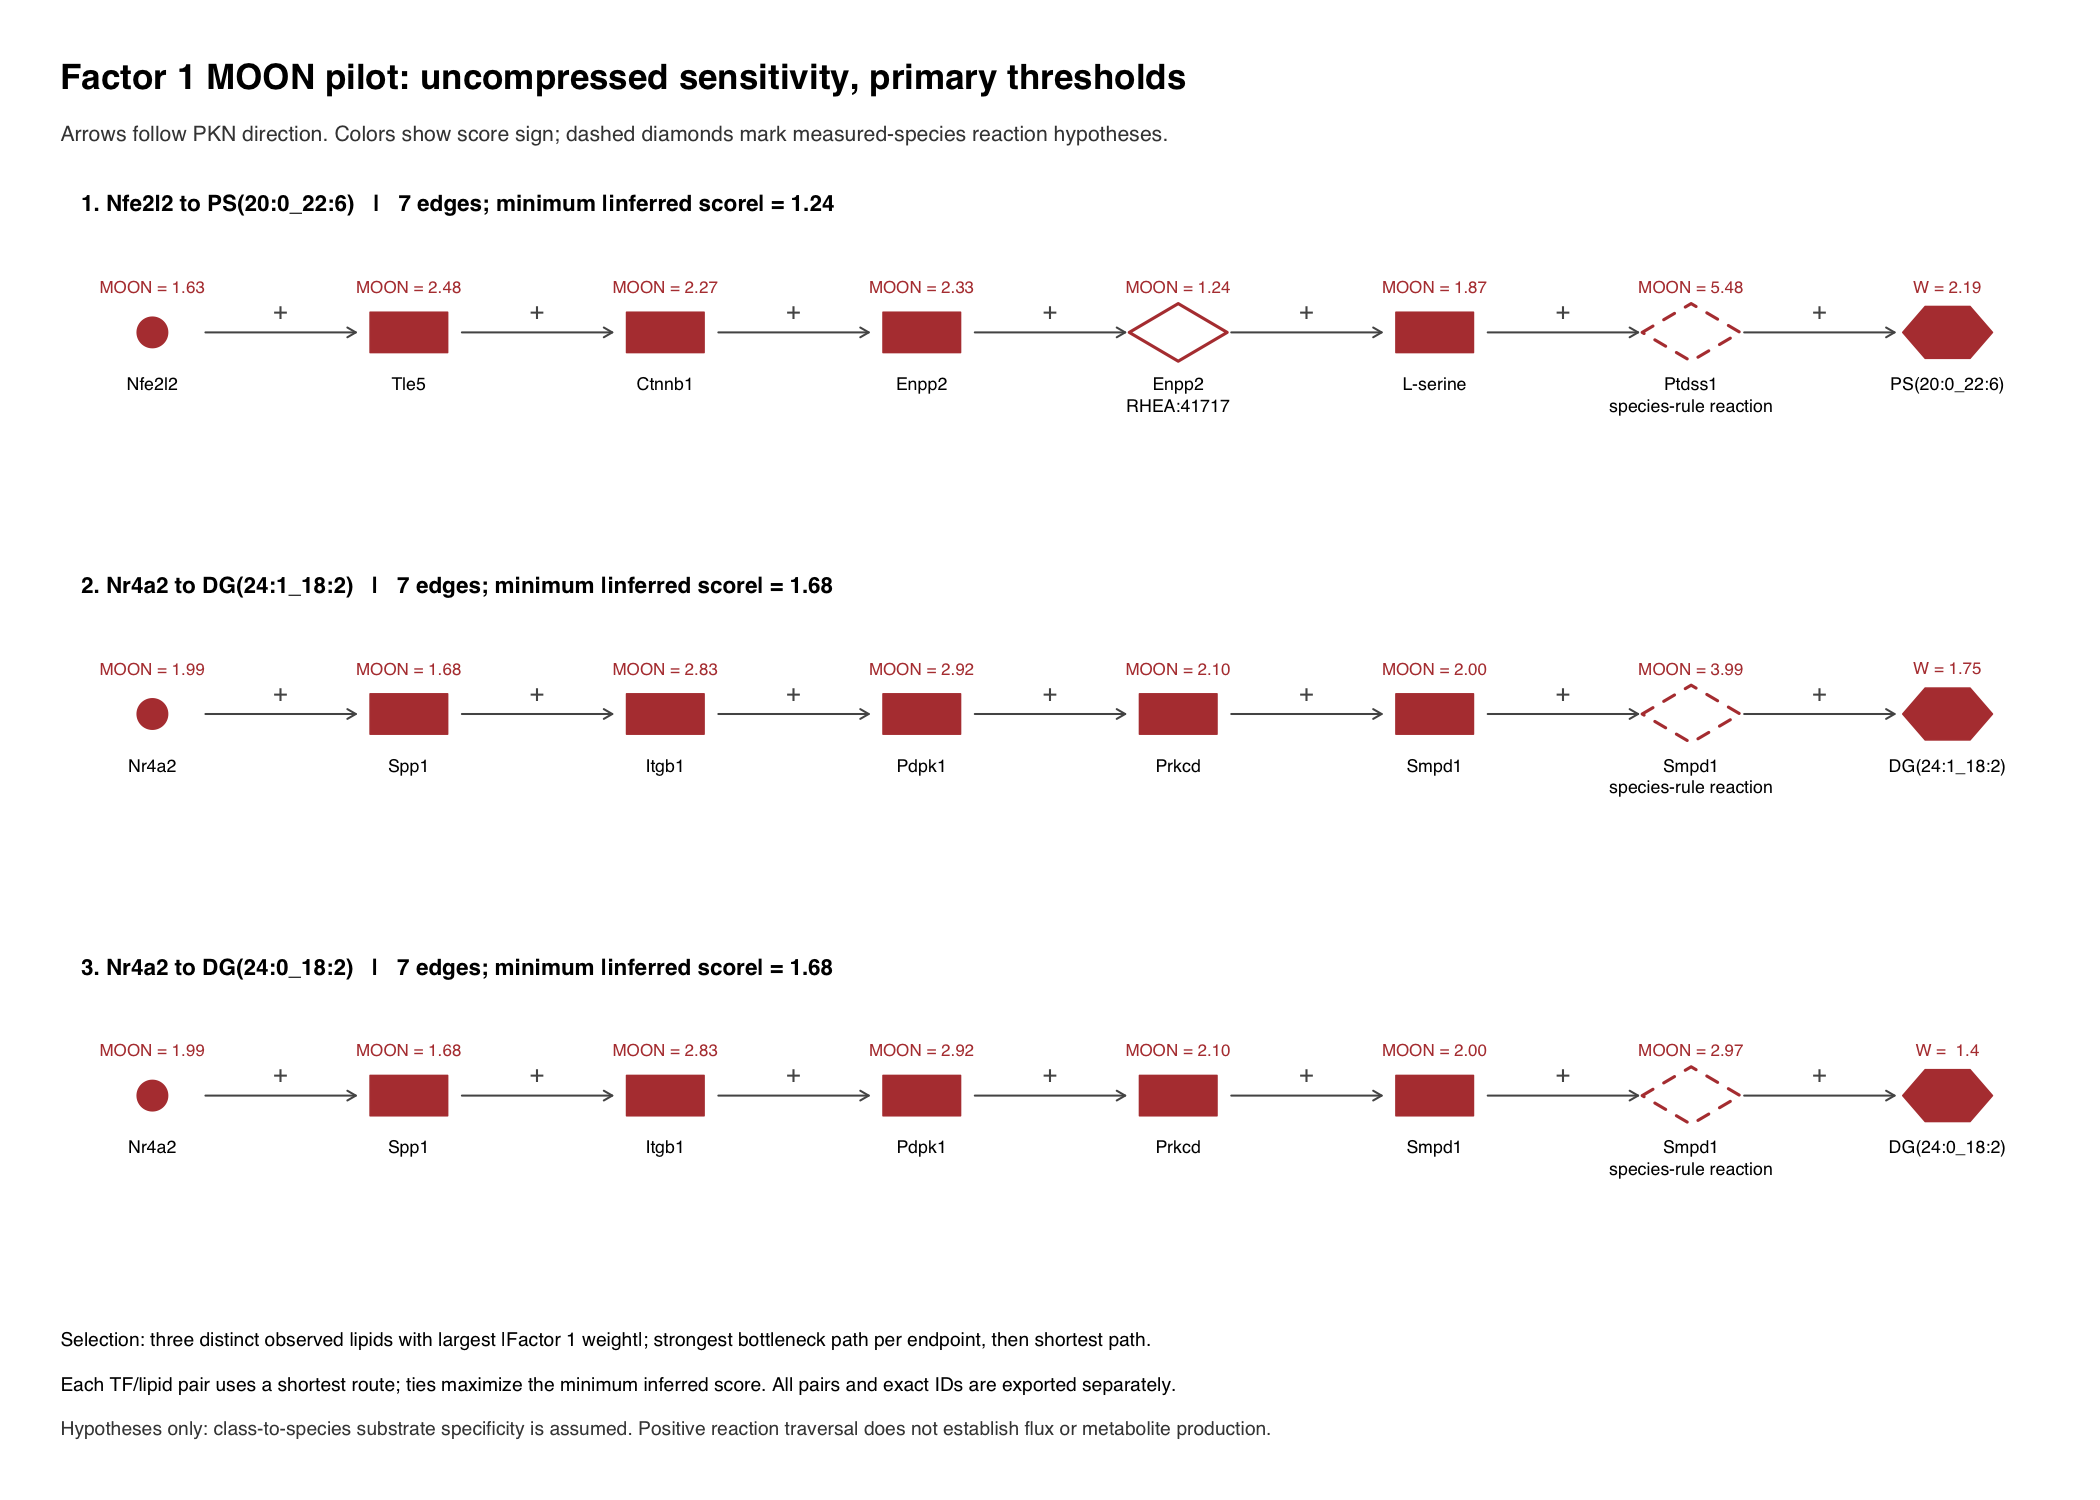 Factor 1 MOON pilot: uncompressed sensitivity, primary thresholds
Arrows follow PKN direction. Colors show score sign; dashed diamonds mark measured-species reaction hypotheses.
1. Nfe2l2 to PS(20:0_22:6) | 7 edges; minimum |inferred score| = 1.24
MOON = 1.63 MOON = 2.48 MOON = 2.27 MOON = 2.33 MOON = 1.24 MOON = 1.87 MOON = 5.48 W = 2.19
+ + + + + + +
Nfe2l2 Tle5 Ctnnb1 Enpp2 Enpp2 L-serine Ptdss1 PS(20:0_22:6)
RHEA:41717 species-rule reaction
2. Nr4a2 to DG(24:1_18:2) | 7 edges; minimum |inferred score| = 1.68
MOON = 1.99 MOON = 1.68 MOON = 2.83 MOON = 2.92 MOON = 2.10 MOON = 2.00 MOON = 3.99 W = 1.75
+ + + + + + +
Nr4a2 Spp1 Itgb1 Pdpk1 Prkcd Smpd1 Smpd1 DG(24:1_18:2)
species-rule reaction
3. Nr4a2 to DG(24:0_18:2) | 7 edges; minimum |inferred score| = 1.68
MOON = 1.99 MOON = 1.68 MOON = 2.83 MOON = 2.92 MOON = 2.10 MOON = 2.00 MOON = 2.97 W = 1.4
+ + + + + + +
Nr4a2 Spp1 Itgb1 Pdpk1 Prkcd Smpd1 Smpd1 DG(24:0_18:2)
species-rule reaction
Selection: three distinct observed lipids with largest |Factor 1 weight|; strongest bottleneck path per endpoint, then shortest path.
Each TF/lipid pair uses a shortest route; ties maximize the minimum inferred score. All pairs and exact IDs are exported separately.
Hypotheses only: class-to-species substrate specificity is assumed. Positive reaction traversal does not establish flux or metabolite production.